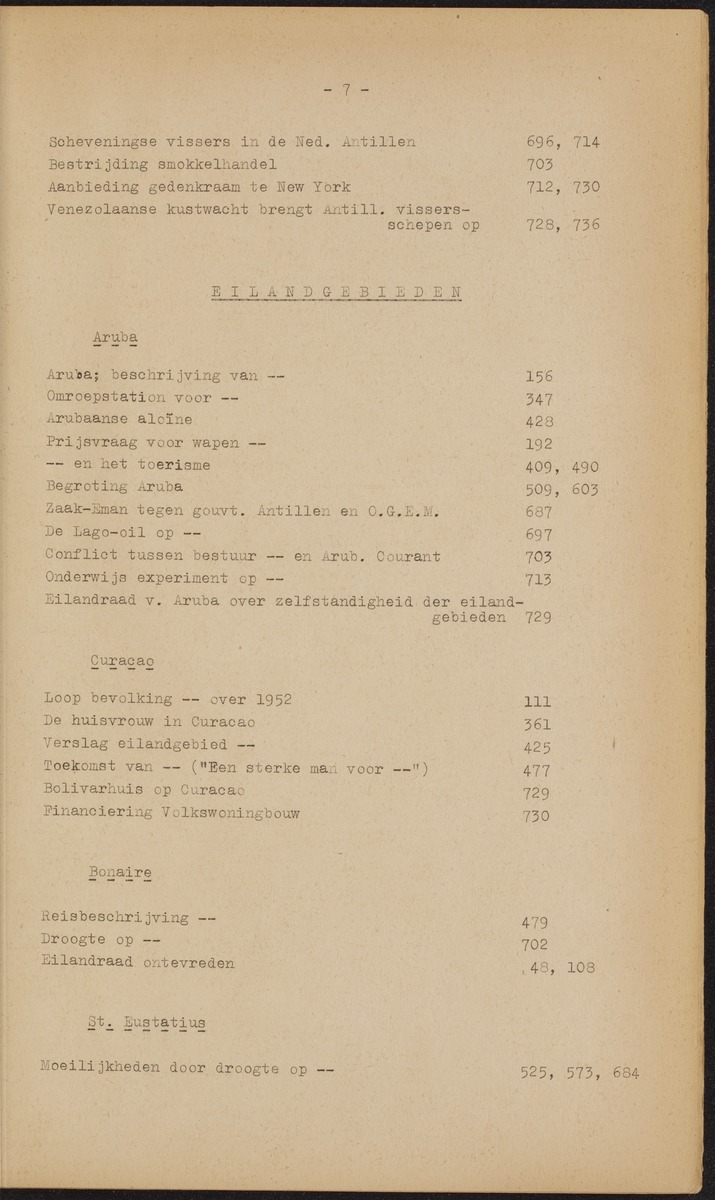 - 7 -
Scheveningse vissers in de Ned. Antillen 696, 714
Bestrijding smokkelhandel 703
Aanbieding gedenkraam te New York 712, 730
Venezolaanse kustwacht brengt Antill. vissers-
schepen op 728, 736
EILANDGEBIEDEN
Aruba
Aruba; beschrijving van -- 156
Omroepstation voor -- 347
Arubaanse aloïne 428
Prijsvraag voor wapen -- 192
-- en het toerisme 409, 490
Begroting Aruba 509, 603
Zaak-Eman tegen gouvt. Antillen en O.G.E.M. 687
De Lago-oil op -- 697
Conflict tussen bestuur -- en Arub. Courant 703
Onderwijs experiment op -- 713
Eilandraad v. Aruba over zelfstandigheid der eiland-
gebieden 729
Curacao
Loop bevolking -- over 1952 111
De huisvrouw in Curacao 361
Verslag eilandgebied -- 425
Toekomst van -- ("Een sterke man voor --") 477
Bolivarhuis op Curacao 729
Financiering Volkswoningbouw 730
Bonaire
Reisbeschrijving -- 479
Droogte op -- 702
Eilandraad ontevreden 48, 108
St. Eustatius
Moeilijkheden door droogte op -- 525, 573, 684